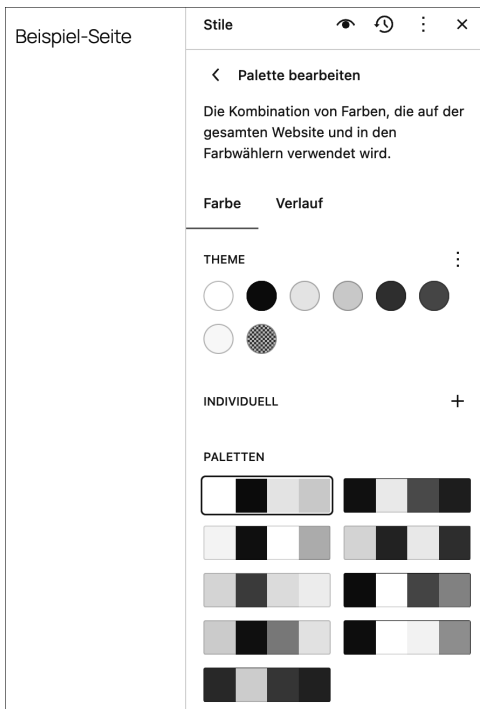 Beispiel-Seite
Stile
Palette bearbeiten
Die Kombination von Farben, die auf der
gesamten Website und in den
Farbwählern verwendet wird.
Farbe Verlauf
THEME
INDIVIDUELL
PALETTEN